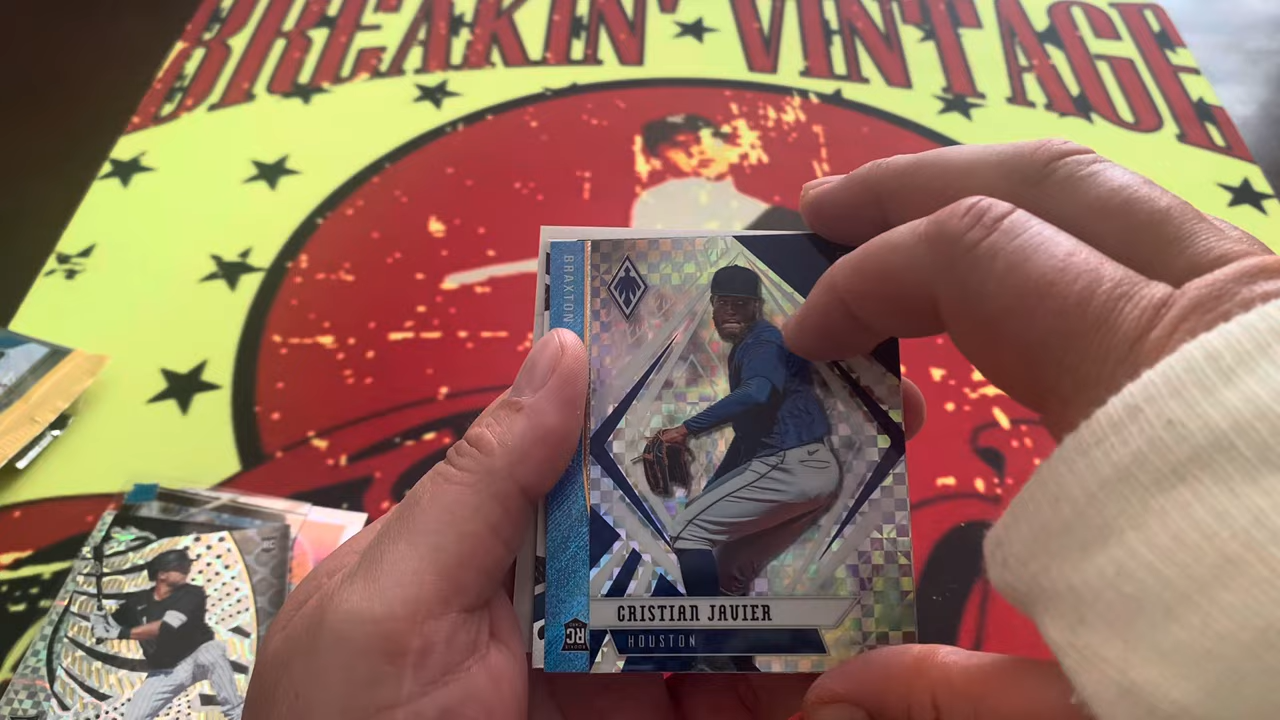 BREAKIN' VINTAGE
BRAXTON
RC
CRISTIAN JAVIER
HOUSTON